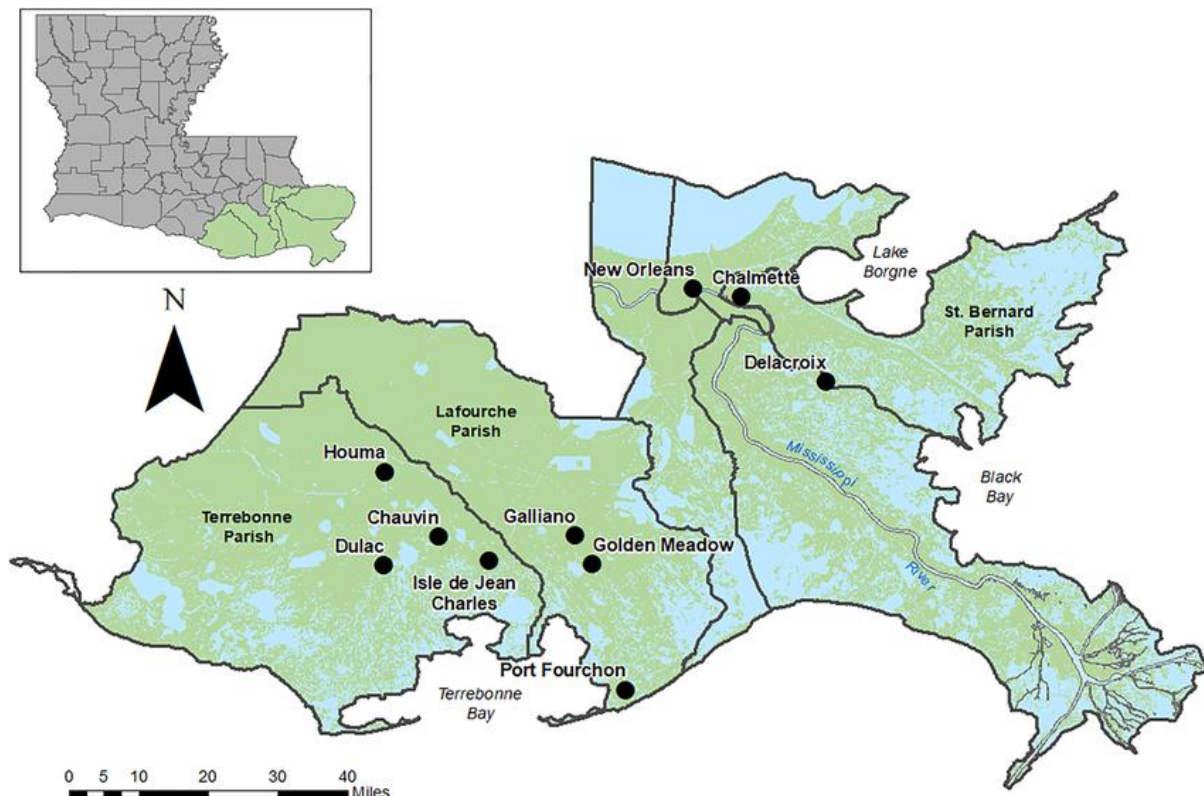 N
New Orleans
Chalmette
Lake
Borgne
St. Bernard
Parish
Delacroix
Lafourche
Parish
Houma
Mississippi
River
Black
Bay
Terrebonne
Parish
Chauvin
Galliano
Dulac
Golden Meadow
Isle de Jean
Charles
Port Fourchon
Terrebonne
Bay
0 5 10 20 30 40
Miles